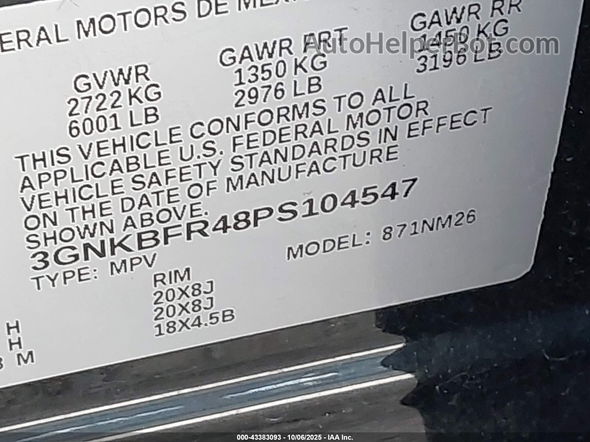 ERAL MOTORS DE
AutoHelperBot.com
GVWR
2722 KG
6001 LB
GAWR FRT
1350 KG
2976 LB
GAWR RR
1450 KG
3196 LB
THIS VEHICLE CONFORMS TO ALL
APPLICABLE U.S. FEDERAL MOTOR
VEHICLE SAFETY STANDARDS IN EFFECT
ON THE DATE OF MANUFACTURE
SHOWN ABOVE.
3GNKBFR48PS104547
TYPE: MPV
MODEL: 871NM26
RIM
20X8J
H
20X8J
H
18X4.5B
M
000-43383093 - 10/06/2025 - IAA Inc.